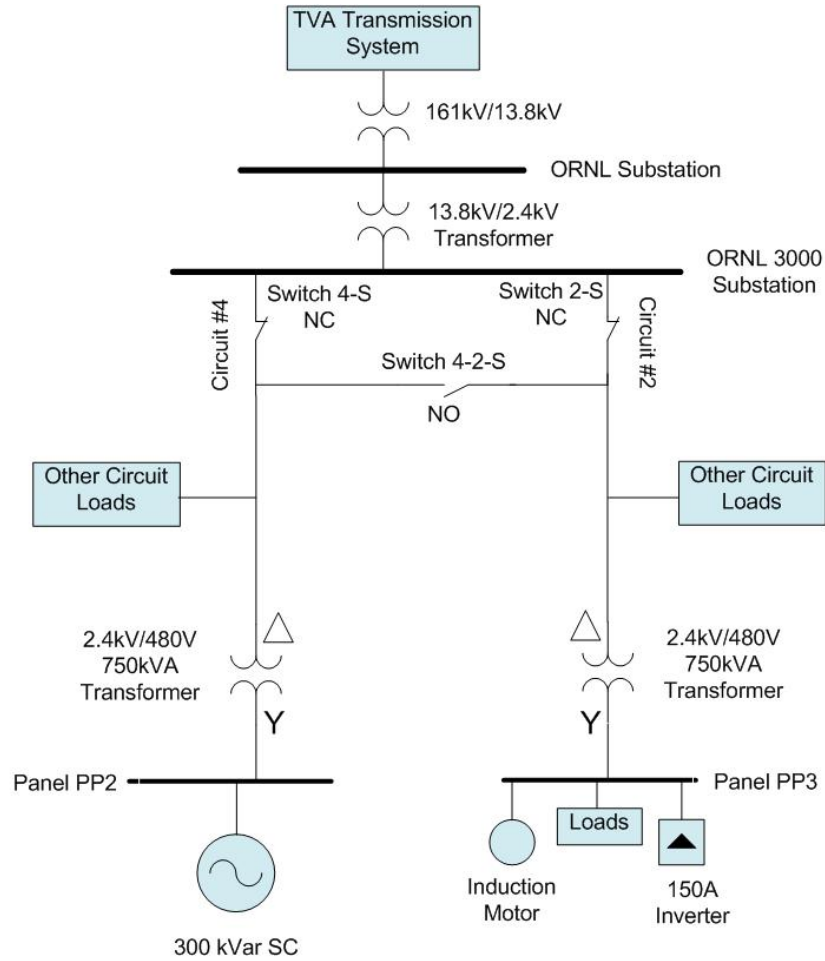 TVA Transmission
System
161kV/13.8kV
ORNL Substation
13.8kV/2.4kV
Transformer
ORNL 3000
Substation
Switch 4-S
NC
Switch 2-S
NC
Circuit #4
Circuit #2
Switch 4-2-S
NO
Other Circuit
Loads
Other Circuit
Loads
2.4kV/480V
750kVA
Transformer
2.4kV/480V
750kVA
Transformer
Y
Y
Panel PP2
Panel PP3
Loads
Induction
Motor
150A
Inverter
300 kVar SC